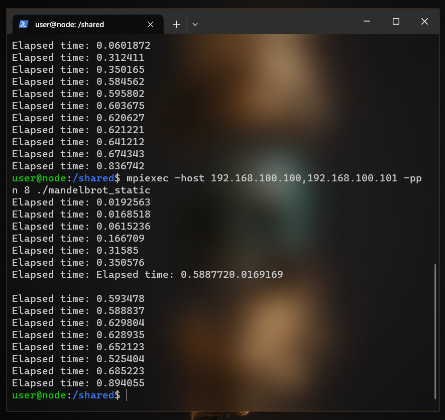 user@node: /shared
Elapsed time: 0.0601872
Elapsed time: 0.312411
Elapsed time: 0.350165
Elapsed time: 0.584562
Elapsed time: 0.595802
Elapsed time: 0.603675
Elapsed time: 0.620627
Elapsed time: 0.621221
Elapsed time: 0.641212
Elapsed time: 0.674343
Elapsed time: 0.836742
user@node:/shared$ mpiexec -host 192.168.100.100,192.168.100.101 -pp
n 8 ./mandelbrot_static
Elapsed time: 0.0192563
Elapsed time: 0.0168518
Elapsed time: 0.0615236
Elapsed time: 0.166709
Elapsed time: 0.31585
Elapsed time: 0.350576
Elapsed time: Elapsed time: 0.5887720.0169169
Elapsed time: 0.593478
Elapsed time: 0.588837
Elapsed time: 0.629804
Elapsed time: 0.628935
Elapsed time: 0.652123
Elapsed time: 0.525404
Elapsed time: 0.685223
Elapsed time: 0.894055
user@node:/shared$